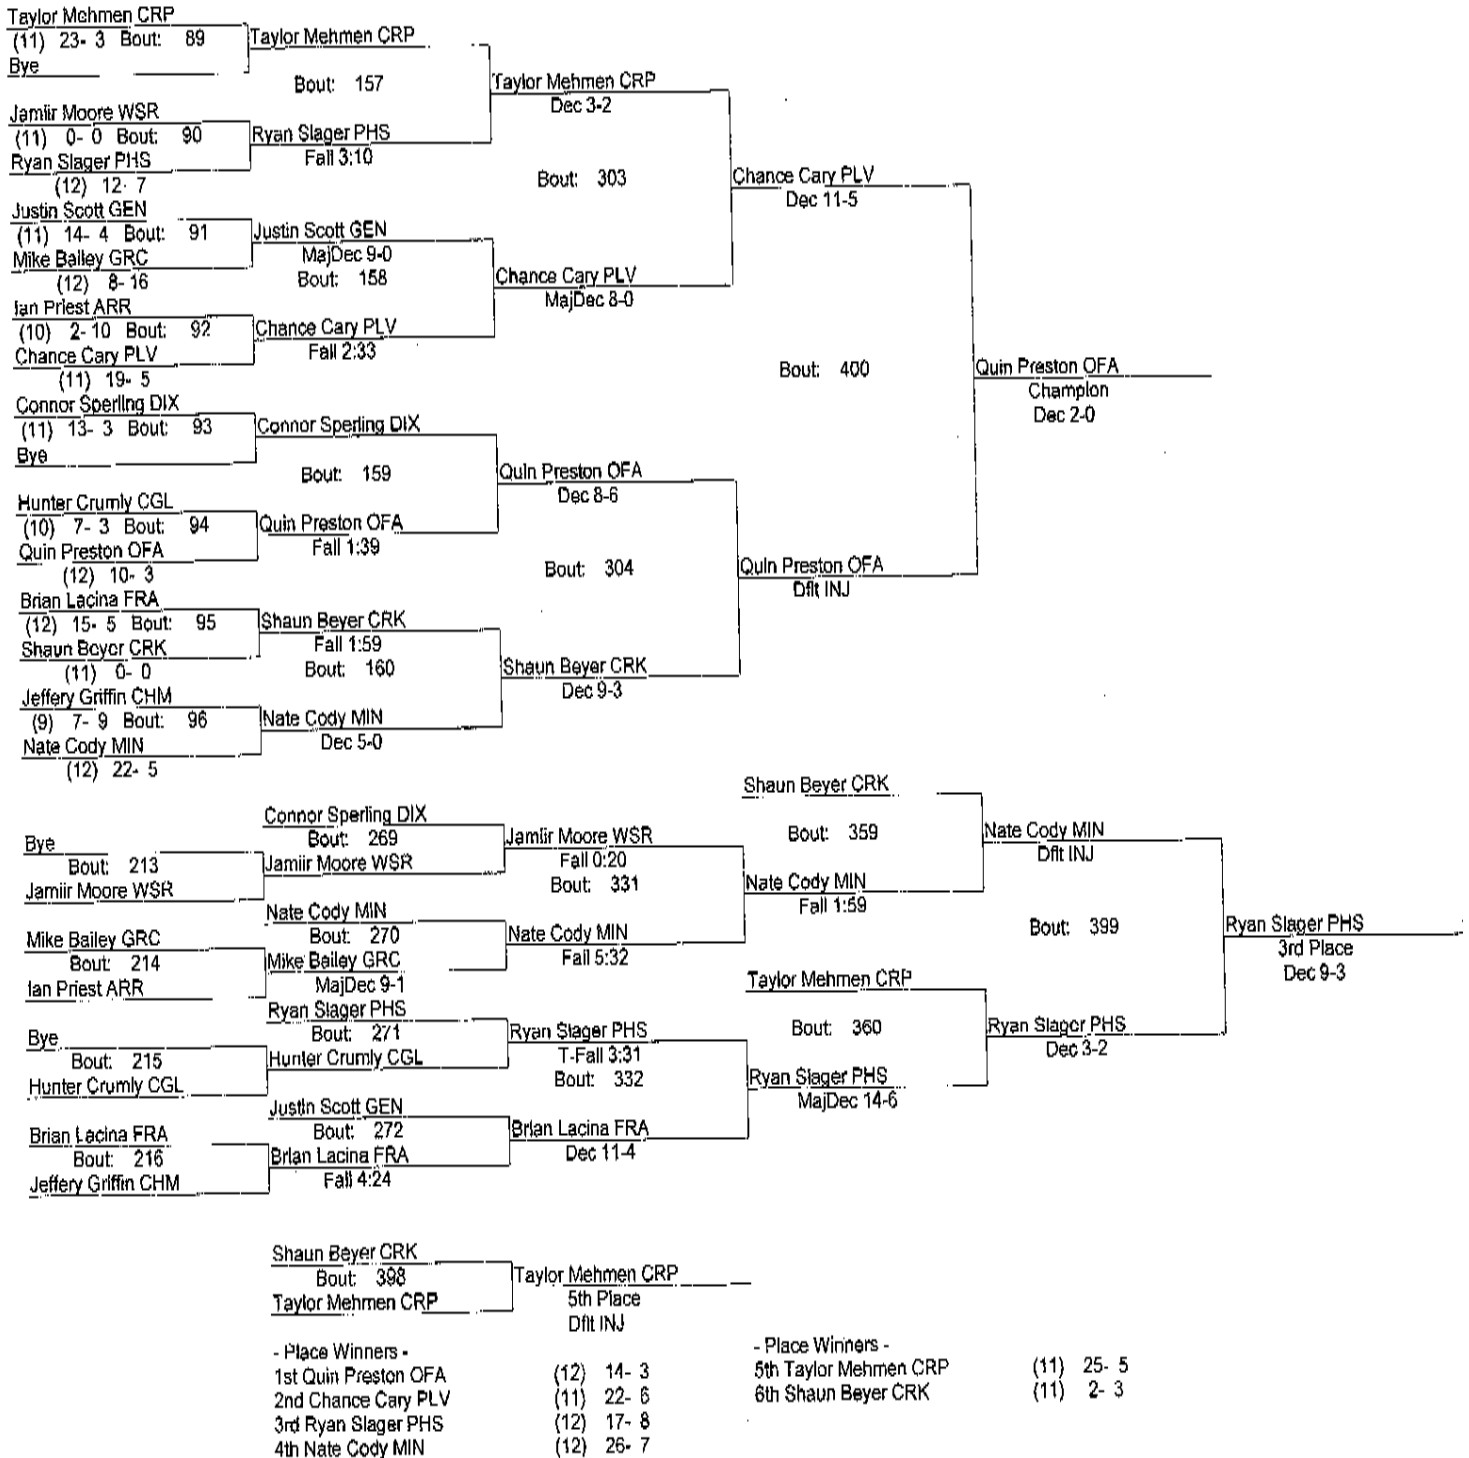 Taylor Mehmen CRP
(11) 23- 3 Bout: 89
Bye
Taylor Mehmen CRP
Bout: 157
Jamiir Moore WSR
(11) 0- 0 Bout: 90
Ryan Slager PHS
(12) 12- 7
Ryan Slager PHS
Fall 3:10
Taylor Mehmen CRP
Dec 3-2
Bout: 303
Justin Scott GEN
(11) 14- 4 Bout: 91
Mike Bailey GRC
(12) 8- 16
Justin Scott GEN
MajDec 9-0
Bout: 158
Ian Priest ARR
(10) 2- 10 Bout: 92
Chance Cary PLV
(11) 19- 5
Chance Cary PLV
Fall 2:33
Chance Cary PLV
MajDec 8-0
Chance Cary PLV
Dec 11-5
Bout: 400
Quin Preston OFA
Champion
Dec 2-0
Connor Sperling DIX
(11) 13- 3 Bout: 93
Bye
Connor Sperling DIX
Bout: 159
Hunter Crumly CGL
(10) 7- 3 Bout: 94
Quin Preston OFA
(12) 10- 3
Quin Preston OFA
Fall 1:39
Quin Preston OFA
Dec 8-6
Bout: 304
Quin Preston OFA
Dflt INJ
Brian Lacina FRA
(12) 15- 5 Bout: 95
Shaun Beyer CRK
(11) 0- 0
Shaun Beyer CRK
Fall 1:59
Bout: 160
Jeffery Griffin CHM
(9) 7- 9 Bout: 96
Nate Cody MIN
(12) 22- 5
Nate Cody MIN
Dec 5-0
Shaun Beyer CRK
Dec 9-3
Bye
Bout: 213
Jamiir Moore WSR
Connor Sperling DIX
Bout: 269
Jamiir Moore WSR
Jamiir Moore WSR
Fall 0:20
Bout: 331
Mike Bailey GRC
Bout: 214
Ian Priest ARR
Nate Cody MIN
Bout: 270
Mike Bailey GRC
MajDec 9-1
Nate Cody MIN
Fall 5:32
Shaun Beyer CRK
Bout: 359
Nate Cody MIN
Fall 1:59
Nate Cody MIN
Dflt INJ
Bout: 399
Ryan Slager PHS
3rd Place
Dec 9-3
Bye
Bout: 215
Hunter Crumly CGL
Ryan Slager PHS
Bout: 271
Hunter Crumly CGL
Ryan Slager PHS
T-Fall 3:31
Bout: 332
Brian Lacina FRA
Bout: 216
Jeffery Griffin CHM
Justin Scott GEN
Bout: 272
Brian Lacina FRA
Fall 4:24
Brian Lacina FRA
Dec 11-4
Taylor Mehmen CRP
Bout: 360
Ryan Slager PHS
MajDec 14-6
Ryan Slager PHS
Dec 3-2
Shaun Beyer CRK
Bout: 398
Taylor Mehmen CRP
Taylor Mehmen CRP
5th Place
Dflt INJ
- Place Winners -
1st Quin Preston OFA (12) 14- 3
2nd Chance Cary PLV (11) 22- 6
3rd Ryan Slager PHS (12) 17- 8
4th Nate Cody MIN (12) 26- 7
- Place Winners -
5th Taylor Mehmen CRP (11) 25- 5
6th Shaun Beyer CRK (11) 2- 3